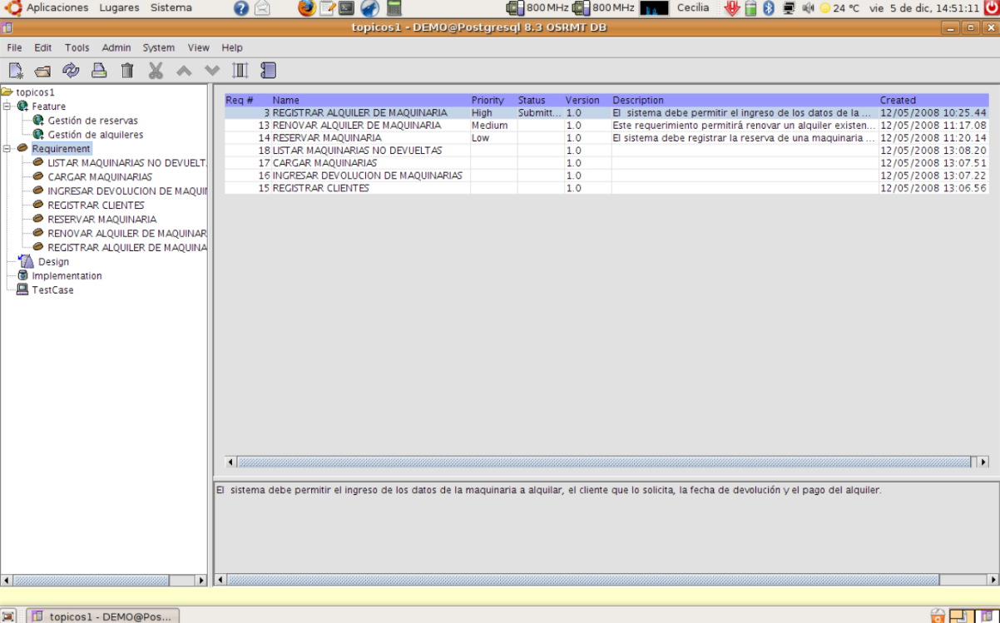 Aplicaciones Lugares Sistema 800 MHz 800 MHz Cecilia 24 °C vie 5 de dic, 14:51:11
topicos1 - DEMO@Postgresql 8.3 OSRMT DB
File Edit Tools Admin System View Help
topicos1
Feature
Gestión de reservas
Gestión de alquileres
Requirement
LISTAR MAQUINARIAS NO DEVUELT
CARGAR MAQUINARIAS
INGRESAR DEVOLUCION DE MAQUI
REGISTRAR CLIENTES
RESERVAR MAQUINARIA
RENOVAR ALQUILER DE MAQUINAR
REGISTRAR ALQUILER DE MAQUINA
Design
Implementation
TestCase
Req # Name Priority Status Version Description Created
3 REGISTRAR ALQUILER DE MAQUINARIA High Submitt... 1.0 El sistema debe permitir el ingreso de los datos de la ... 12/05/2008 10:25.44
13 RENOVAR ALQUILER DE MAQUINARIA Medium 1.0 Este requerimiento permitirá renovar un alquiler existen... 12/05/2008 11:17.08
14 RESERVAR MAQUINARIA Low 1.0 El sistema debe registrar la reserva de una maquinaria ... 12/05/2008 11:20.14
18 LISTAR MAQUINARIAS NO DEVUELTAS 1.0 12/05/2008 13:08.20
17 CARGAR MAQUINARIAS 1.0 12/05/2008 13:07.51
16 INGRESAR DEVOLUCION DE MAQUINARIAS 1.0 12/05/2008 13:07.22
15 REGISTRAR CLIENTES 1.0 12/05/2008 13:06.56
El sistema debe permitir el ingreso de los datos de la maquinaria a alquilar, el cliente que lo solicita, la fecha de devolución y el pago del alquiler.
topicos1 - DEMO@Pos...